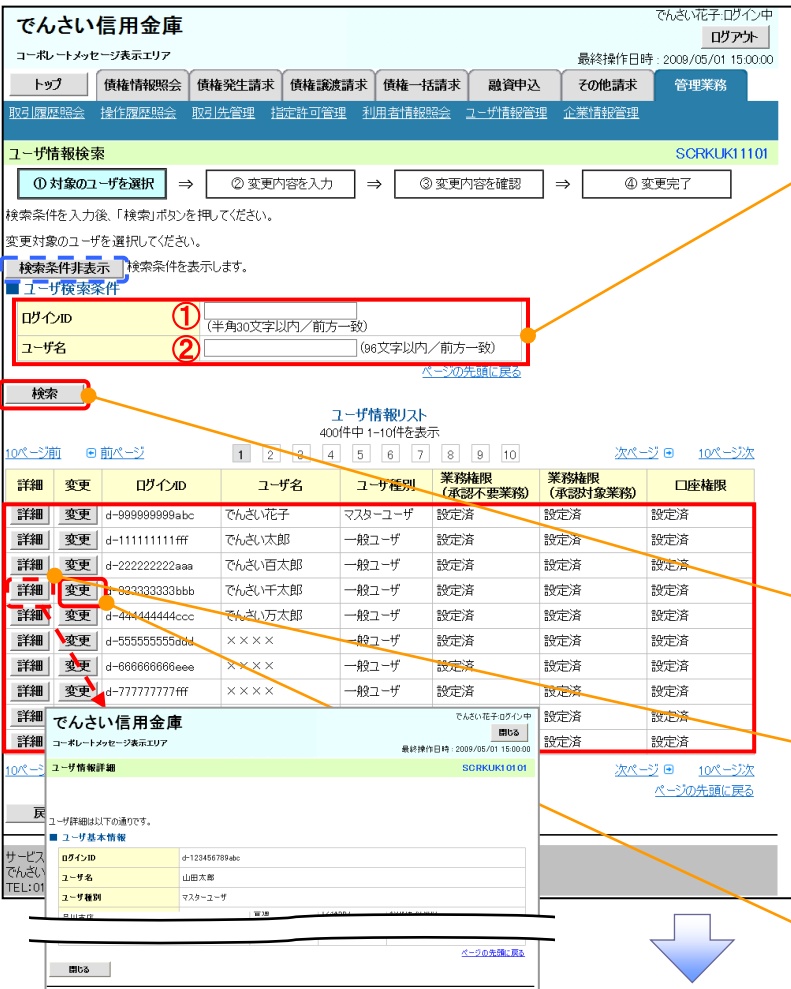 でんさい花子:ログイン中
でんさい信用金庫
ログアウト
コーポレートメッセージ表示エリア
最終操作日時 : 2009/05/01 15:00:00
トップ 債権情報照会 債権発生請求 債権譲渡請求 債権一括請求 融資申込 その他請求 管理業務
取引履歴照会 操作履歴照会 取引先管理 指定許可管理 利用者情報照会 ユーザ情報管理 企業情報管理
ユーザ情報検索 SCRKUK11101
① 対象のユーザを選択 ⇒ ② 変更内容を入力 ⇒ ③ 変更内容を確認 ⇒ ④ 変更完了
検索条件を入力後、「検索」ボタンを押してください。
変更対象のユーザを選択してください。
検索条件非表示 検索条件を表示します。
■ ユーザ検索条件
ログインID ①
(半角30文字以内/前方一致)
ユーザ名 ② (96文字以内/前方一致)
ページの先頭に戻る
検索
ユーザ情報リスト
400件中 1-10件を表示
10ページ前 前ページ 1 2 3 4 5 6 7 8 9 10 次ページ 10ページ次
詳細 変更 ログインID ユーザ名 ユーザ種別 業務権限 (承認不要業務) 業務権限 (承認対象業務) 口座権限
詳細 変更 d-999999999abc でんさい花子 マスターユーザ 設定済 設定済 設定済
詳細 変更 d-111111111fff でんさい太郎 一般ユーザ 設定済 設定済 設定済
詳細 変更 d-222222222aaa でんさい百太郎 一般ユーザ 設定済 設定済 設定済
詳細 変更 d-333333333bbb でんさい千太郎 一般ユーザ 設定済 設定済 設定済
詳細 変更 d-444444444ccc でんさい万太郎 一般ユーザ 設定済 設定済 設定済
詳細 変更 d-555555555ddd ×××× 一般ユーザ 設定済 設定済 設定済
詳細 変更 d-666666666eee ×××× 一般ユーザ 設定済 設定済 設定済
詳細 変更 d-777777777fff ×××× 一般ユーザ 設定済 設定済 設定済
詳細 設定済 設定済
詳細 設定済 設定済
10ペー 次ページ 10ページ次
ページの先頭に戻る
戻
サービス
でんさい
TEL:01
でんさい花子:ログイン中
でんさい信用金庫
閉じる
コーポレートメッセージ表示エリア
最終操作日時 : 2009/05/01 15:00:00
ユーザ情報詳細 SCRKUK10101
ユーザ詳細は以下の通りです。
■ ユーザ基本情報
ログインID d-123456789abc
ユーザ名 山田太郎
ユーザ種別 マスターユーザ
ページの先頭に戻る
閉じる